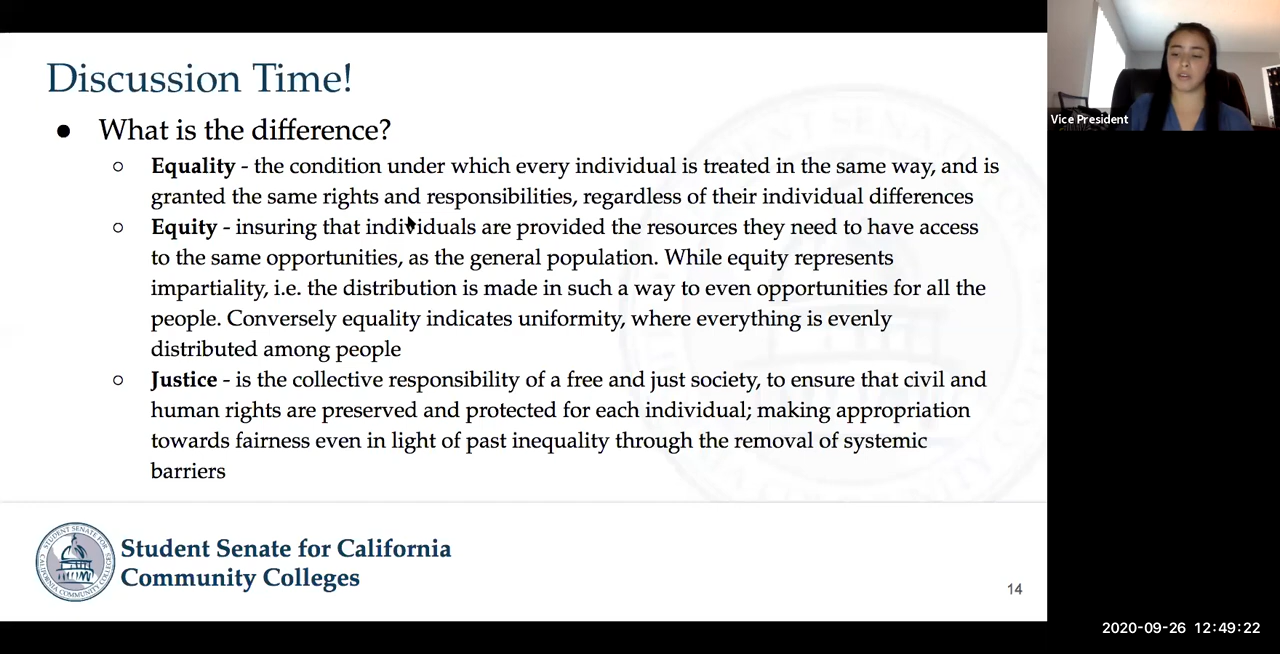 Discussion Time!
● What is the difference?
○ Equality - the condition under which every individual is treated in the same way, and is
granted the same rights and responsibilities, regardless of their individual differences
○ Equity - insuring that individuals are provided the resources they need to have access
to the same opportunities, as the general population. While equity represents
impartiality, i.e. the distribution is made in such a way to even opportunities for all the
people. Conversely equality indicates uniformity, where everything is evenly
distributed among people
○ Justice - is the collective responsibility of a free and just society, to ensure that civil and
human rights are preserved and protected for each individual; making appropriation
towards fairness even in light of past inequality through the removal of systemic
barriers
STUDENT SENATE FOR
CALIFORNIA COMMUNITY COLLEGES
Student Senate for California
Community Colleges
14
Vice President
2020-09-26 12:49:22